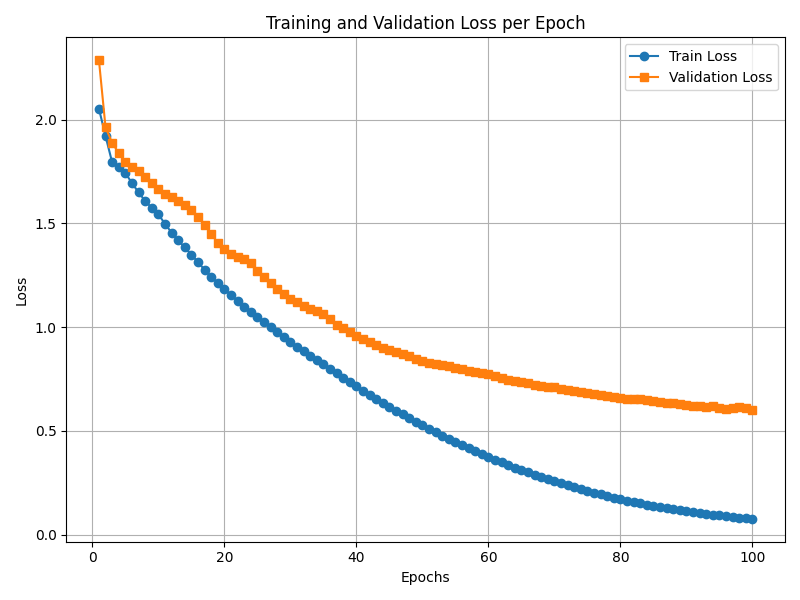 Training and Validation Loss per Epoch
Train Loss
Validation Loss
2.0
1.5
1.0
0.5
0.0
Loss
0 20 40 60 80 100
Epochs